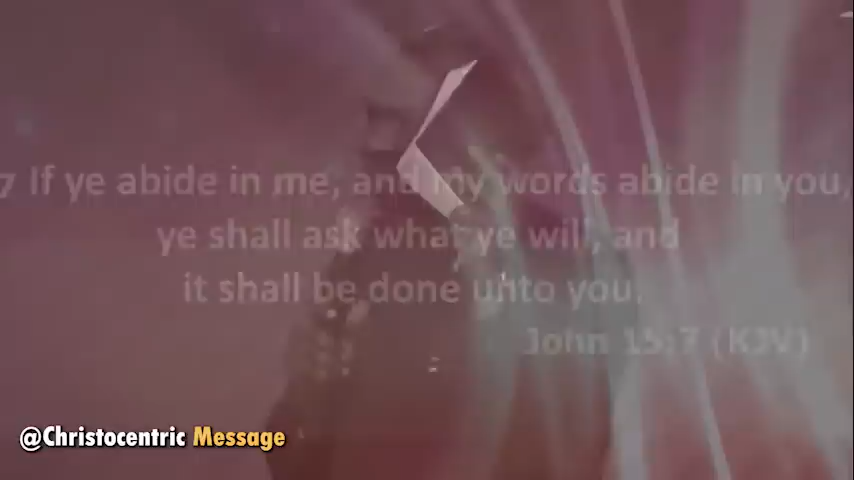 7 If ye abide in me, and my words abide in you,
ye shall ask what ye will, and
it shall be done unto you.
John 15:7 (KJV)
@Christocentric Message